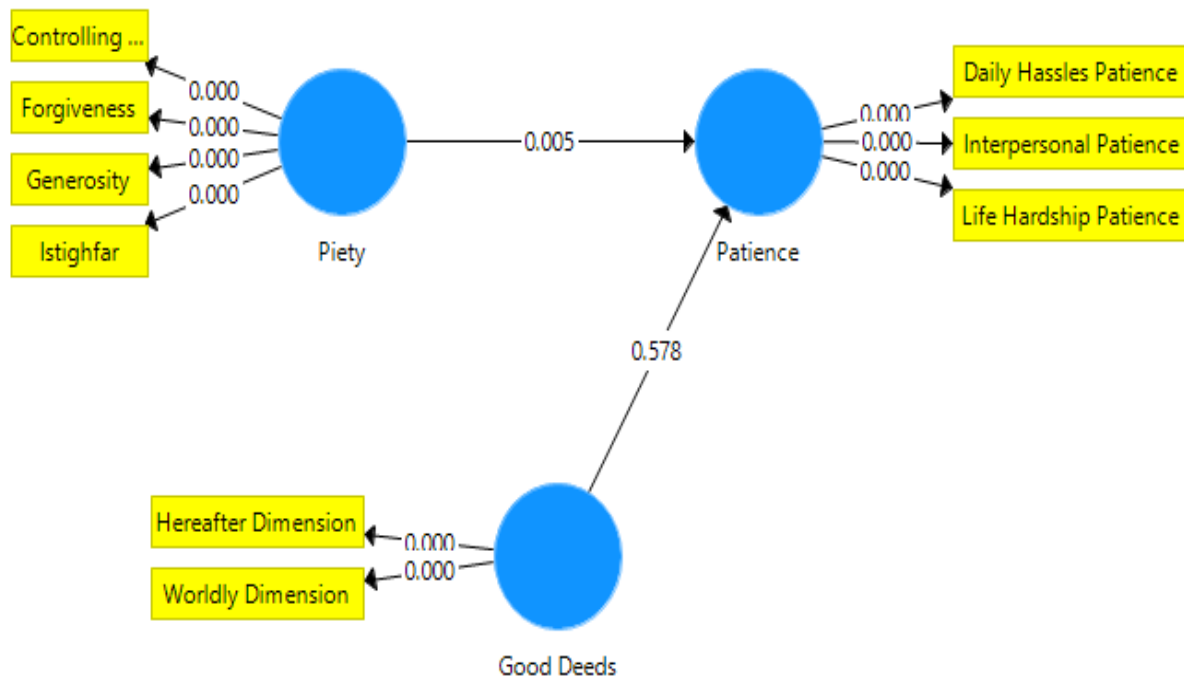 Controlling ...
0.000
Forgiveness
0.000
Generosity
0.000
0.000
Istighfar
Piety
0.005
Patience
0.000
Daily Hassles Patience
0.000
Interpersonal Patience
0.000
Life Hardship Patience
0.578
Hereafter Dimension
0.000
Worldly Dimension
0.000
Good Deeds